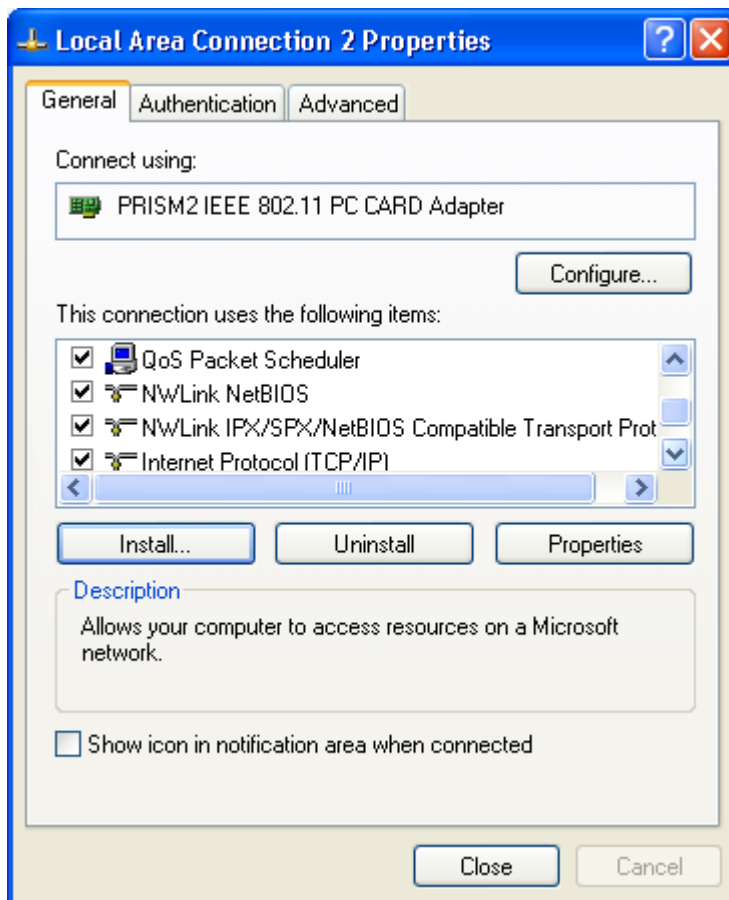 Local Area Connection 2 Properties
General Authentication Advanced
Connect using:
PRISM2 IEEE 802.11 PC CARD Adapter
Configure...
This connection uses the following items:
QoS Packet Scheduler
NWLink NetBIOS
NWLink IPX/SPX/NetBIOS Compatible Transport Prot
Internet Protocol (TCP/IP)
Install... Uninstall Properties
Description
Allows your computer to access resources on a Microsoft
network.
Show icon in notification area when connected
Close Cancel